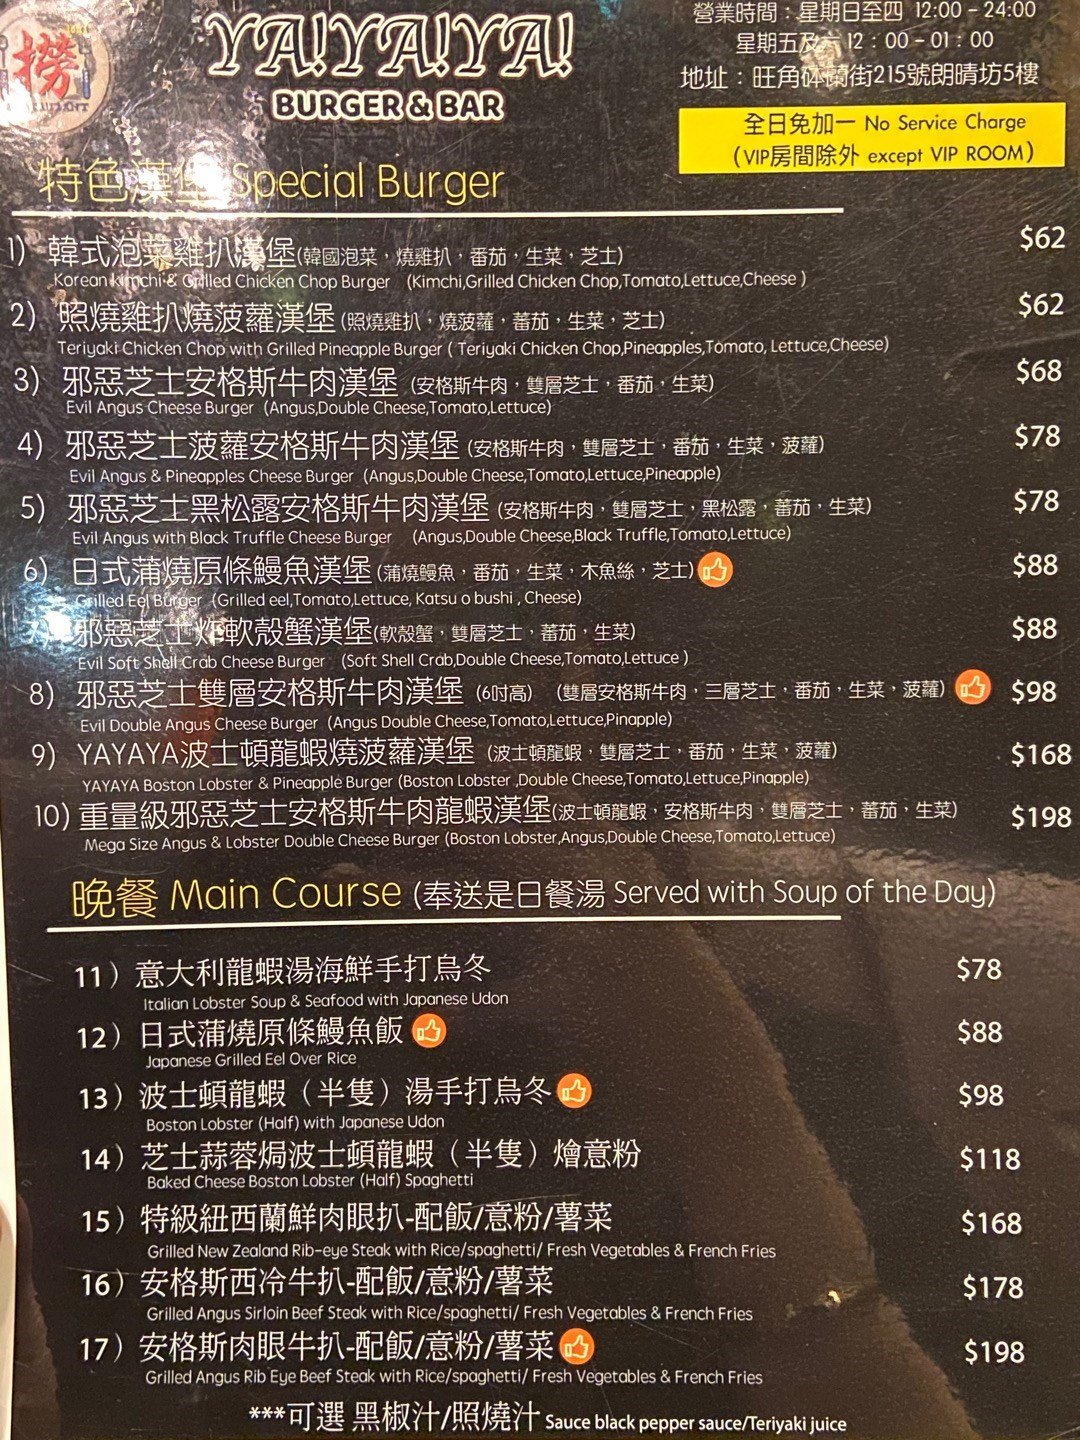 撈
YA!YA!YA!
BURGER & BAR
營業時間：星期日至四 12:00 - 24:00
星期五及六 12：00 - 01：00
地址：旺角砵蘭街215號朗晴坊5樓
全日免加一 No Service Charge
（VIP房間除外 except VIP ROOM）
特色漢堡 Special Burger
1) 韓式泡菜雞扒漢堡(韓國泡菜，燒雞扒，番茄，生菜，芝士) $62
Korean kimchi & Grilled Chicken Chop Burger (Kimchi,Grilled Chicken Chop,Tomato,Lettuce,Cheese )
2) 照燒雞扒燒菠蘿漢堡 (照燒雞扒，燒波蘿，蕃茄，生菜，芝士) $62
Teriyaki Chicken Chop with Grilled Pineapple Burger ( Teriyaki Chicken Chop,Pineapples,Tomato, Lettuce,Cheese)
3) 邪惡芝士安格斯牛肉漢堡 (安格斯牛肉，雙層芝士，番茄，生菜) $68
Evil Angus Cheese Burger (Angus,Double Cheese,Tomato,Lettuce)
4) 邪惡芝士菠蘿安格斯牛肉漢堡 (安格斯牛肉，雙層芝士，番茄，生菜，菠蘿) $78
Evil Angus & Pineapples Cheese Burger (Angus,Double Cheese,Tomato,Lettuce,Pineapple)
5) 邪惡芝士黑松露安格斯牛肉漢堡 (安格斯牛肉，雙層芝士，黑松露，蕃茄，生菜) $78
Evil Angus with Black Truffle Cheese Burger (Angus,Double Cheese,Black Truffle,Tomato,Lettuce)
6) 日式蒲燒原條鰻魚漢堡 (蒲燒鰻魚，番茄，生菜，木魚絲，芝士) $88
Grilled Eel Burger (Grilled eel,Tomato,Lettuce, Katsu o bushi , Cheese)
7) 邪惡芝士炸軟殼蟹漢堡(軟殼蟹，雙層芝士，蕃茄，生菜) $88
Evil Soft Shell Crab Cheese Burger (Soft Shell Crab,Double Cheese,Tomato,Lettuce )
8) 邪惡芝士雙層安格斯牛肉漢堡 (6吋高) (雙層安格斯牛肉，三層芝士，番茄，生菜，菠蘿) $98
Evil Double Angus Cheese Burger (Angus Double Cheese,Tomato,Lettuce,Pinapple)
9) YAYAYA波士頓龍蝦燒菠蘿漢堡 (波士頓龍蝦，雙層芝士，番茄，生菜，菠蘿) $168
YAYAYA Boston Lobster & Pineapple Burger (Boston Lobster ,Double Cheese,Tomato,Lettuce,Pinapple)
10) 重量級邪惡芝士安格斯牛肉龍蝦漢堡(波士頓龍蝦，安格斯牛肉，雙層芝士，蕃茄，生菜) $198
Mega Size Angus & Lobster Double Cheese Burger (Boston Lobster,Angus,Double Cheese,Tomato,Lettuce)
晚餐 Main Course (奉送是日餐湯 Served with Soup of the Day)
11）意大利龍蝦湯海鮮手打烏冬 $78
Italian Lobster Soup & Seafood with Japanese Udon
12）日式蒲燒原條鰻魚飯 $88
Japanese Grilled Eel Over Rice
13）波士頓龍蝦（半隻）湯手打烏冬 $98
Boston Lobster (Half) with Japanese Udon
14）芝士蒜蓉焗波士頓龍蝦（半隻）燴意粉 $118
Baked Cheese Boston Lobster (Half) Spaghetti
15）特級紐西蘭鮮肉眼扒-配飯/意粉/薯菜 $168
Grilled New Zealand Rib-eye Steak with Rice/spaghetti/ Fresh Vegetables & French Fries
16）安格斯西冷牛扒-配飯/意粉/薯菜 $178
Grilled Angus Sirloin Beef Steak with Rice/spaghetti/ Fresh Vegetables & French Fries
17）安格斯肉眼牛扒-配飯/意粉/薯菜 $198
Grilled Angus Rib Eye Beef Steak with Rice/spaghetti/ Fresh Vegetables & French Fries
***可選 黑椒汁/照燒汁/ Sauce black pepper sauce/Teriyaki juice